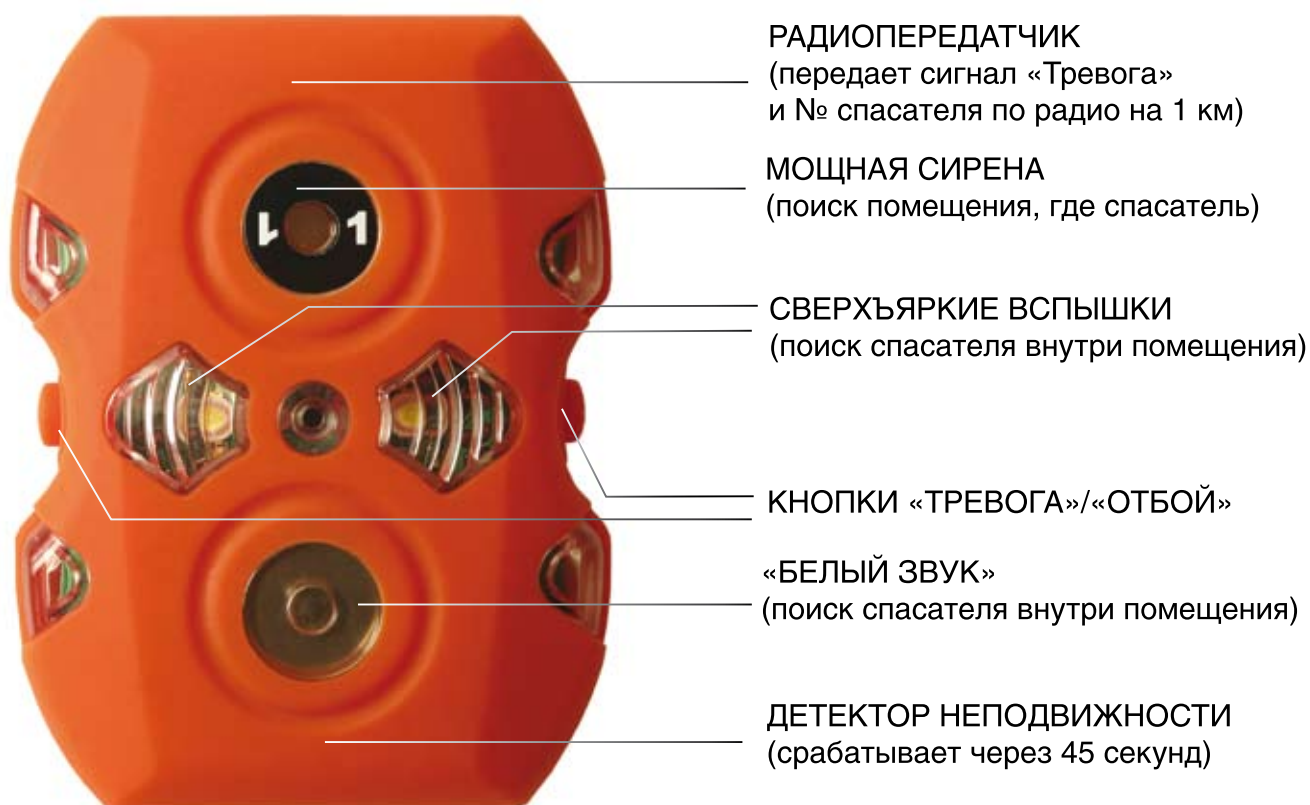 РАДИОПЕРЕДАТЧИК
(передает сигнал «Тревога»
и № спасателя по радио на 1 км)
МОЩНАЯ СИРЕНА
(поиск помещения, где спасатель)
1 1
СВЕРХЪЯРКИЕ ВСПЫШКИ
(поиск спасателя внутри помещения)
КНОПКИ «ТРЕВОГА»/«ОТБОЙ»
«БЕЛЫЙ ЗВУК»
(поиск спасателя внутри помещения)
ДЕТЕКТОР НЕПОДВИЖНОСТИ
(срабатывает через 45 секунд)